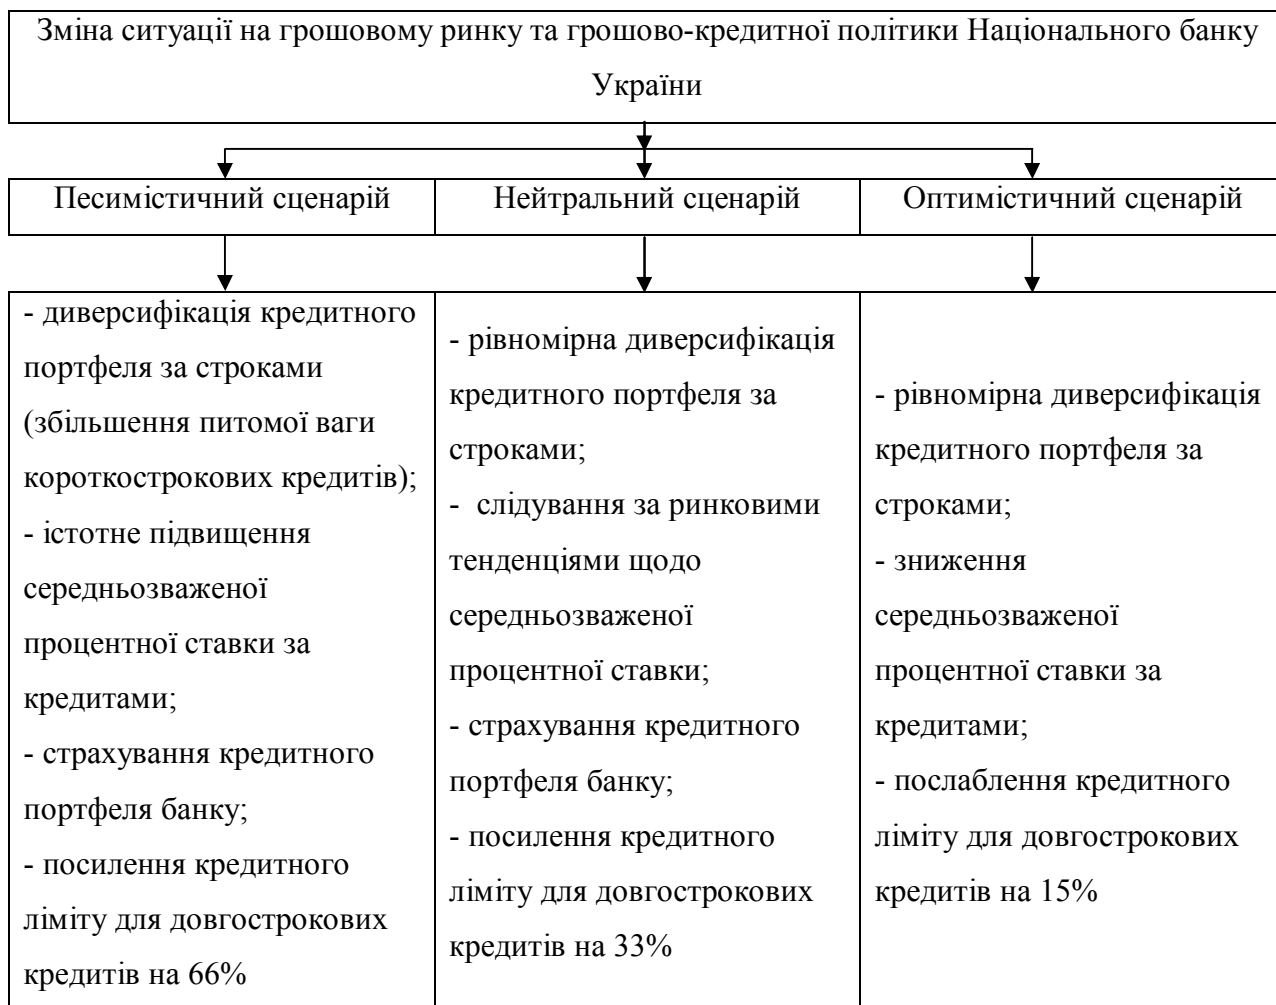 Зміна ситуації на грошовому ринку та грошово-кредитної політики Національного банку
України
Песимістичний сценарій
Нейтральний сценарій
Оптимістичний сценарій
- диверсифікація кредитного
портфеля за строками
(збільшення питомої ваги
короткострокових кредитів);
- істотне підвищення
середньозваженої
процентної ставки за
кредитами;
- страхування кредитного
портфеля банку;
- посилення кредитного
ліміту для довгострокових
кредитів на 66%
- рівномірна диверсифікація
кредитного портфеля за
строками;
- слідування за ринковими
тенденціями щодо
середньозваженої
процентної ставки;
- страхування кредитного
портфеля банку;
- посилення кредитного
ліміту для довгострокових
кредитів на 33%
- рівномірна диверсифікація
кредитного портфеля за
строками;
- зниження
середньозваженої
процентної ставки за
кредитами;
- послаблення кредитного
ліміту для довгострокових
кредитів на 15%